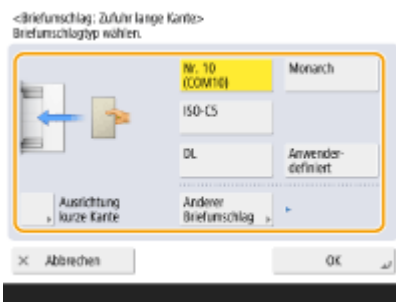 <Briefumschlag: Zufuhr lange Kante>
Briefumschlagtyp wählen.
Nr. 10
(COM10)
Monarch
ISO-C5
DL
Anwender-
definiert
Ausrichtung
kurze Kante
Anderer
Briefumschlag
Abbrechen
OK